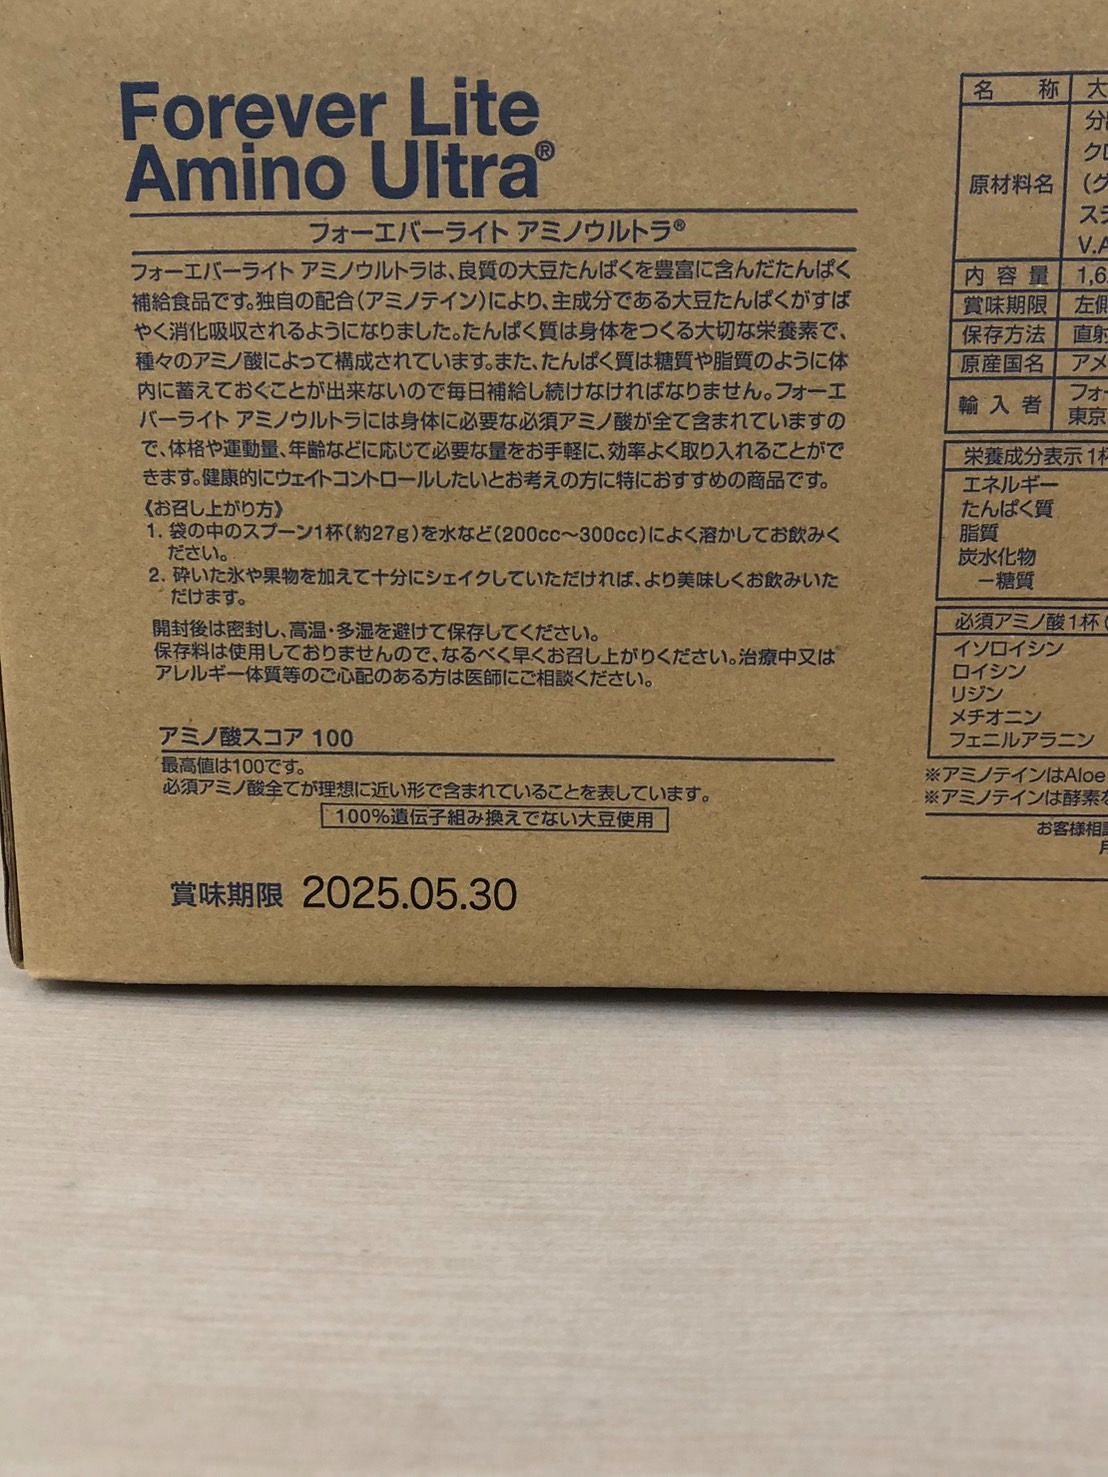 Forever Lite
Amino Ultra®
フォーエバーライト アミノウルトラ®
フォーエバーライト アミノウルトラは、良質の大豆たんぱくを豊富に含んだたんぱく
補給食品です。独自の配合(アミノテイン)により、主成分である大豆たんぱくがすば
やく消化吸収されるようになりました。たんぱく質は身体をつくる大切な栄養素で、
種々のアミノ酸によって構成されています。また、たんぱく質は糖質や脂質のように体
内に蓄えておくことが出来ないので毎日補給し続けなければなりません。フォーエ
バーライト アミノウルトラには身体に必要な必須アミノ酸が全て含まれていますの
で、体格や運動量、年齢などに応じて必要な量をお手軽に、効率よく取り入れることがで
きます。健康的にウェイトコントロールしたいとお考えの方に特におすすめの商品です。
《お召し上がり方》
1. 袋の中のスプーン1杯(約27g)を水など(200cc〜300cc)によく溶かしてお飲みく
ださい。
2. 砕いた氷や果物を加えて十分にシェイクしていただければ、より美味しくお飲みいた
だけます。
開封後は密封し、高温・多湿を避けて保存してください。
保存料は使用しておりませんので、なるべく早くお召し上がりください。治療中又は
アレルギー体質等のご心配のある方は医師にご相談ください。
アミノ酸スコア 100
最高値は100です。
必須アミノ酸全てが理想に近い形で含まれていることを表しています。
100%遺伝子組み換えでない大豆使用
賞味期限 2025.05.30
名 称 大
原材料名
分
クロ
(グ
ステ
V.A
内容量 1,6
賞味期限 左側
保存方法 直射
原産国名 アメ
輸入者 フォー
東京
栄養成分表示1杯
エネルギー
たんぱく質
脂質
炭水化物
ー糖質
必須アミノ酸1杯(
イソロイシン
ロイシン
リジン
メチオニン
フェニルアラニン
※アミノテインはAloe
※アミノテインは酵素な
お客様相談
月